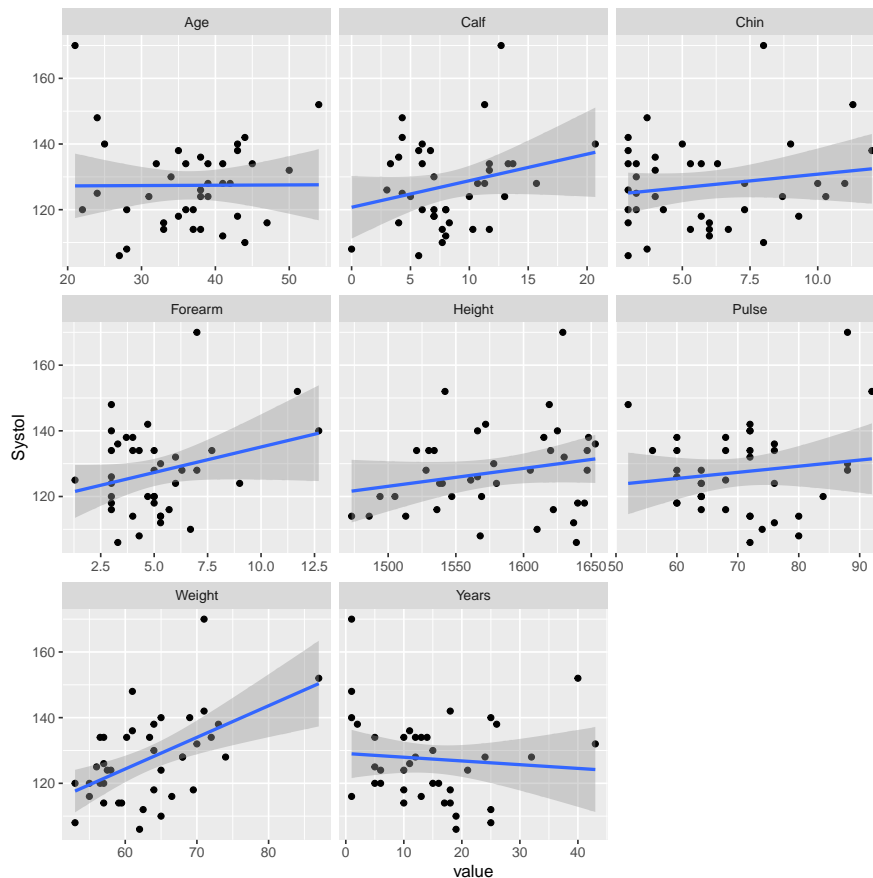 Age Calf Chin
160
140
120
20 30 40 50 0 5 10 15 20 5.0 7.5 10.0
Forearm Height Pulse
160
140
120
2.5 5.0 7.5 10.0 12.5 1500 1550 1600 1650 50 60 70 80 90
Systol
Weight Years
160
140
120
60 70 80 0 10 20 30 40
value